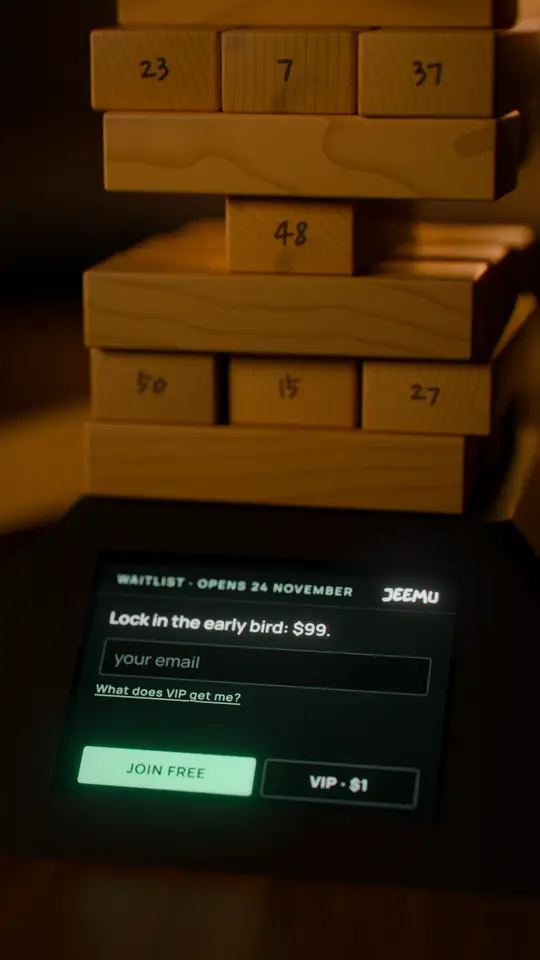 23 7 37
48
50 15 27
WAITLIST · OPENS 24 NOVEMBER JEEMU
Lock in the early bird: $99.
your email
What does VIP get me?
JOIN FREE VIP · $1